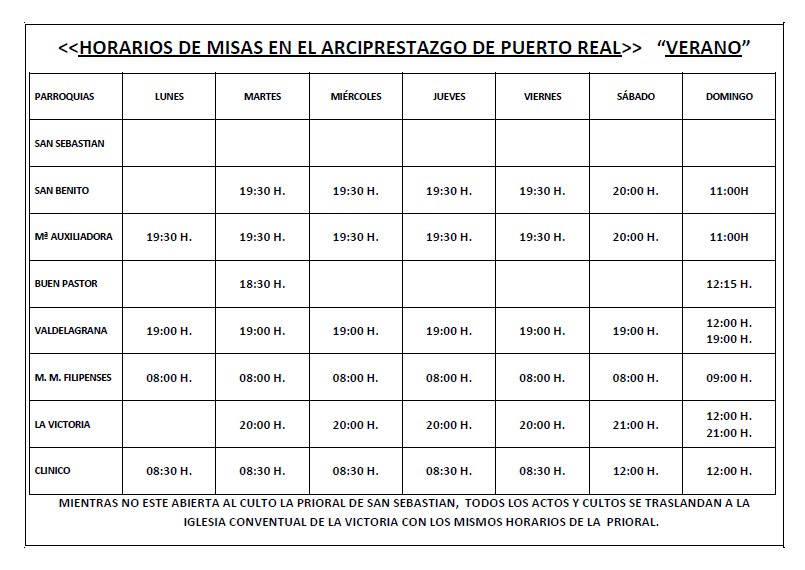 <<HORARIOS DE MISAS EN EL ARCIPRESTAZGO DE PUERTO REAL>> “VERANO”
PARROQUIAS LUNES MARTES MIÉRCOLES JUEVES VIERNES SÁBADO DOMINGO
SAN SEBASTIAN
SAN BENITO 19:30 H. 19:30 H. 19:30 H. 19:30 H. 20:00 H. 11:00H
Mª AUXILIADORA 19:30 H. 19:30 H. 19:30 H. 19:30 H. 19:30 H. 20:00 H. 11:00H
BUEN PASTOR 18:30 H. 12:15 H.
VALDELAGRANA 19:00 H. 19:00 H. 19:00 H. 19:00 H. 19:00 H. 19:00 H. 12:00 H.
19:00 H.
M. M. FILIPENSES 08:00 H. 08:00 H. 08:00 H. 08:00 H. 08:00 H. 08:00 H. 09:00 H.
LA VICTORIA 20:00 H. 20:00 H. 20:00 H. 20:00 H. 21:00 H. 12:00 H.
21:00 H.
CLINICO 08:30 H. 08:30 H. 08:30 H. 08:30 H. 08:30 H. 12:00 H. 12:00 H.
MIENTRAS NO ESTE ABIERTA AL CULTO LA PRIORAL DE SAN SEBASTIAN, TODOS LOS ACTOS Y CULTOS SE TRASLANDAN A LA
IGLESIA CONVENTUAL DE LA VICTORIA CON LOS MISMOS HORARIOS DE LA PRIORAL.